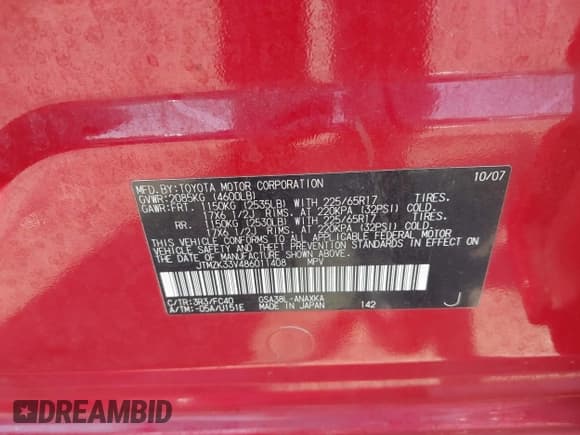 MFD. BY: TOYOTA MOTOR CORPORATION 10/07
GVWR: 2085KG (4600LB)
GAWR: FRT. 1150KG (2535LB) WITH 225/65R17 TIRES.
17X6 1/2J RIMS. AT 220KPA (32PSI) COLD.
RR. 1150KG (2530LB) WITH 225/65R17 TIRES.
17X6 1/2J RIMS. AT 220KPA (32PSI) COLD.
THIS VEHICLE CONFORMS TO ALL APPLICABLE FEDERAL MOTOR
VEHICLE SAFETY AND THEFT PREVENTION STANDARDS IN EFFECT
ON THE DATE OF MANUFACTURE SHOWN ABOVE.
JTMZK33V486011408 MPV
C/TR: 3R3/FC40 GSA38L-ANAXKA
A/TM: -05A/U151E MADE IN JAPAN 142 J
DREAMBID